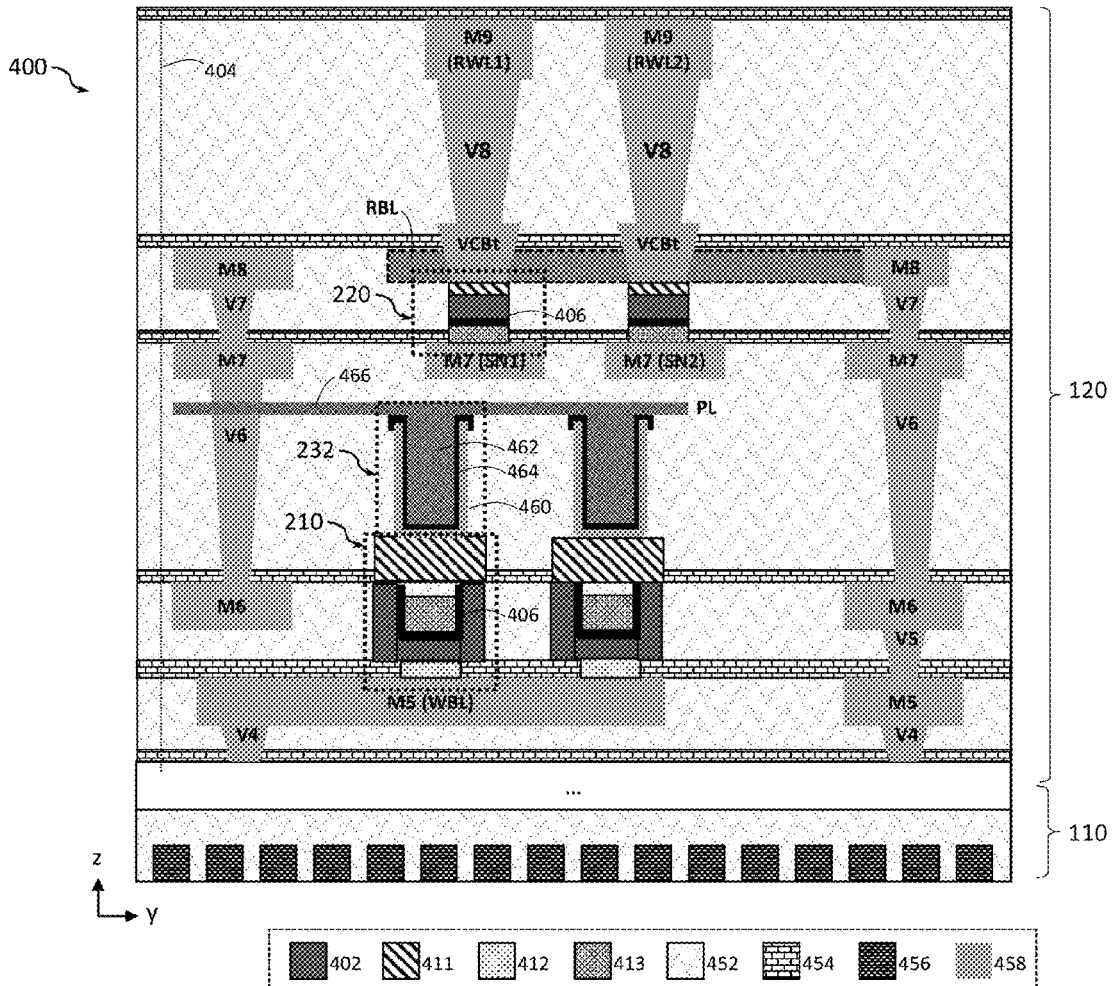 400
404
M9
(RWL1)
M9
(RWL2)
V8
V8
RBL
VCBt
VCBt
M8
M8
V7
V7
220
406
M7
M7 (SN1)
M7 (SN2)
M7
120
466
PL
V6
V6
232
462
464
460
210
M6
406
M6
V5
M5 (WBL)
M5
V4
V4
...
110
z
y
402
411
412
413
452
454
456
458